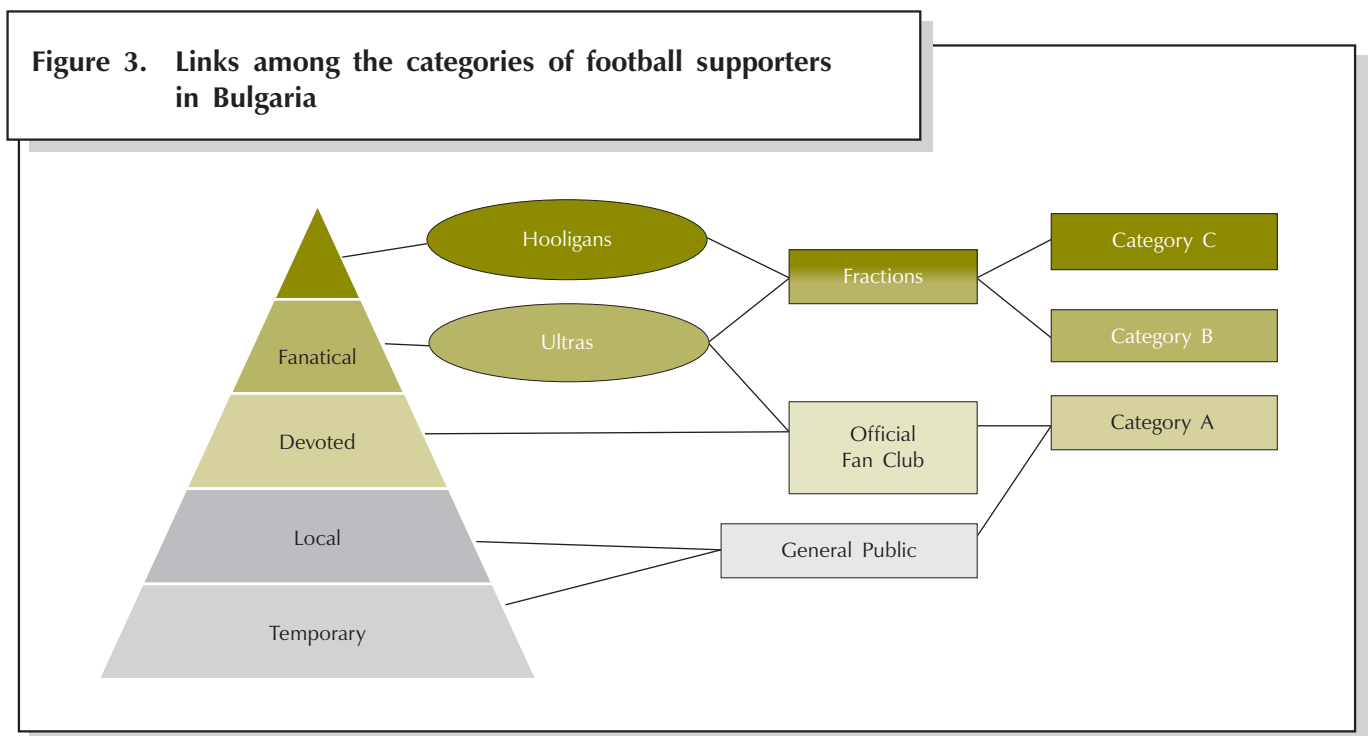 Figure 3. Links among the categories of football supporters
in Bulgaria
Hooligans
Category C
Fractions
Ultras
Category B
Fanatical
Category A
Devoted
Official
Fan Club
Local
General Public
Temporary